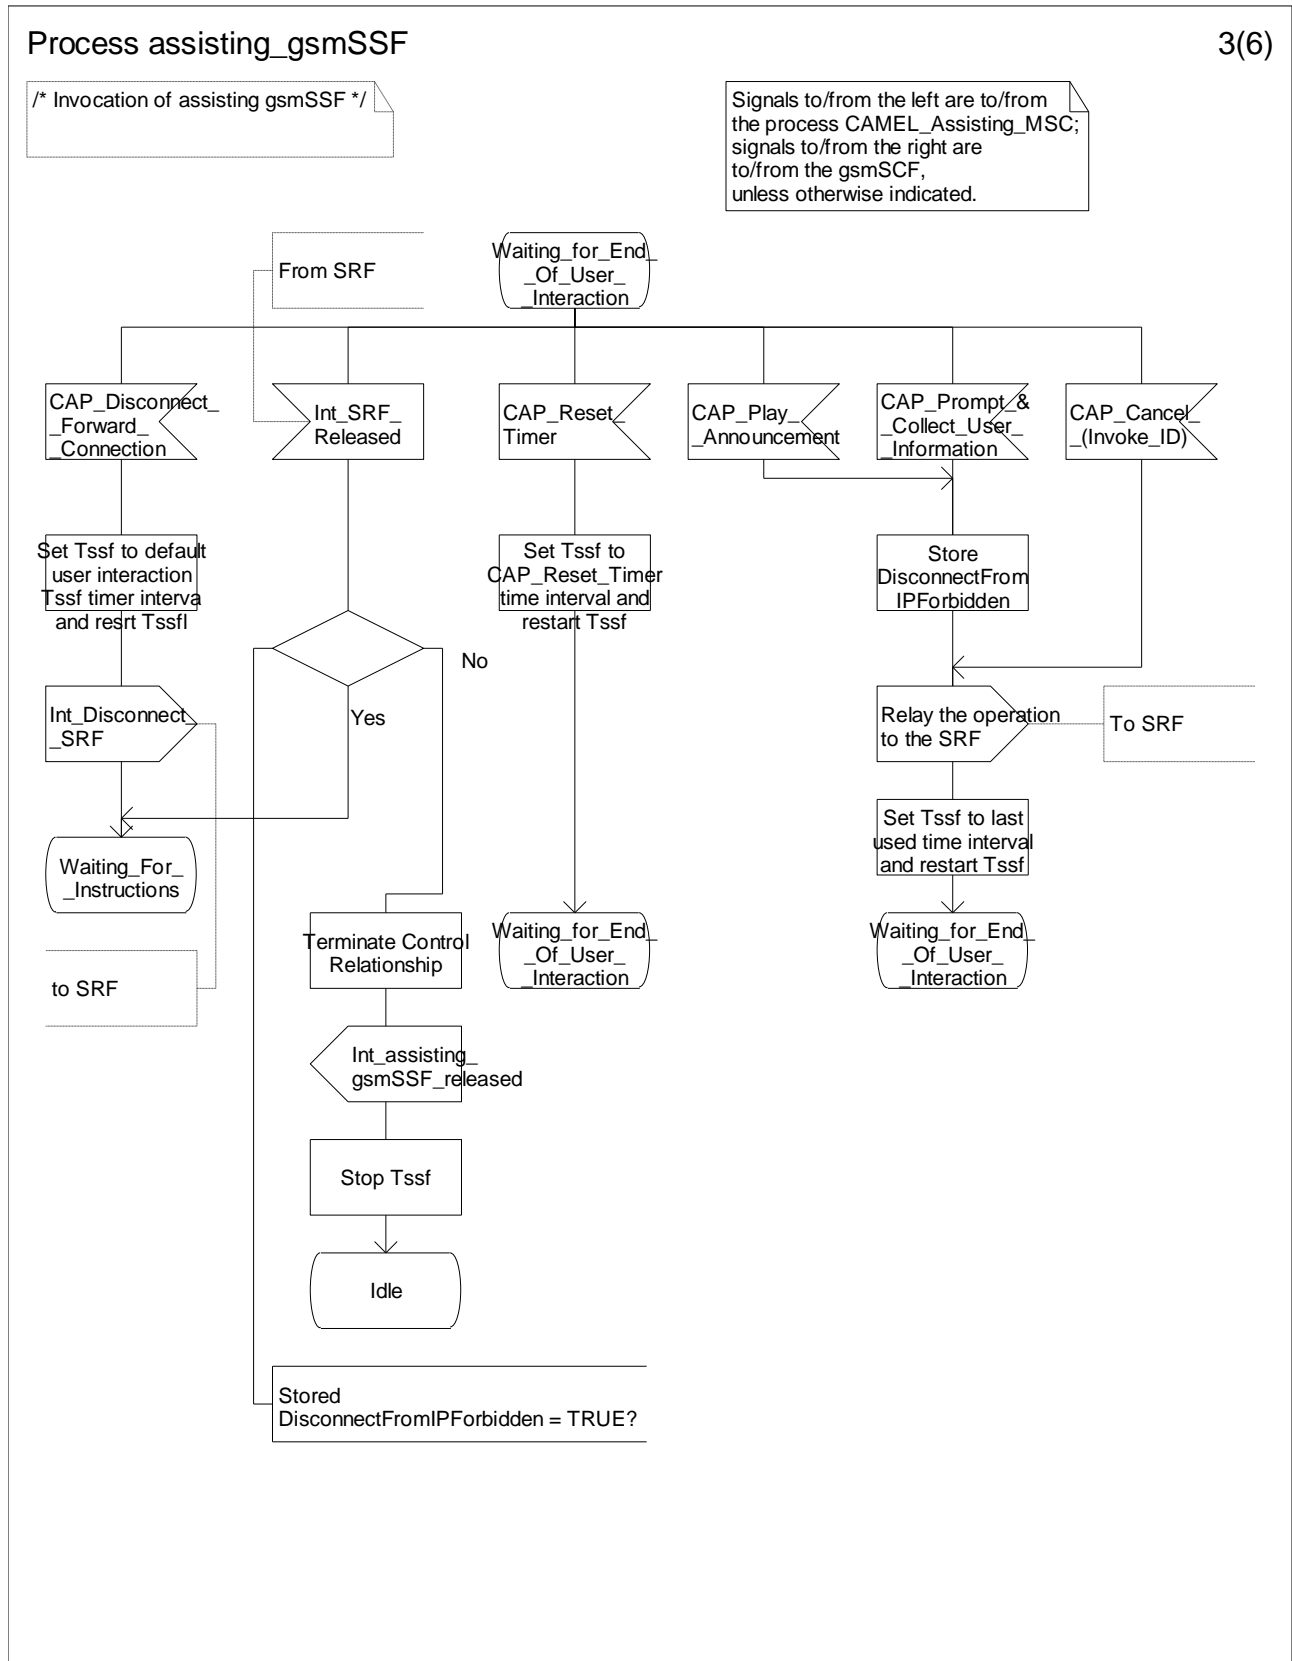 Process assisting_gsmSSF
3(6)
/* Invocation of assisting gsmSSF */
Signals to/from the left are to/from
the process CAMEL_Assisting_MSC;
signals to/from the right are
to/from the gsmSCF,
unless otherwise indicated.
From SRF
Waiting_for_End_
_Of_User_
_Interaction
CAP_Disconnect_
_Forward_
_Connection
Int_SRF_
Released
CAP_Reset_
Timer
CAP_Play_
_Announcement
CAP_Prompt_&
_Collect_User_
_Information
CAP_Cancel_
_(Invoke_ID)
Set Tssf to default
user interaction
Tssf timer interva
and resrt Tssfl
Set Tssf to
CAP_Reset_Timer
time interval and
restart Tssf
Store
DisconnectFrom
IPForbidden
No
Yes
Int_Disconnect_
_SRF
Relay the operation
to the SRF
To SRF
Set Tssf to last
used time interval
and restart Tssf
Waiting_For_
_Instructions
Terminate Control
Relationship
Waiting_for_End_
_Of_User_
_Interaction
Waiting_for_End_
_Of_User_
_Interaction
to SRF
Int_assisting_
gsmSSF_released
Stop Tssf
Idle
Stored
DisconnectFromIPForbidden = TRUE?